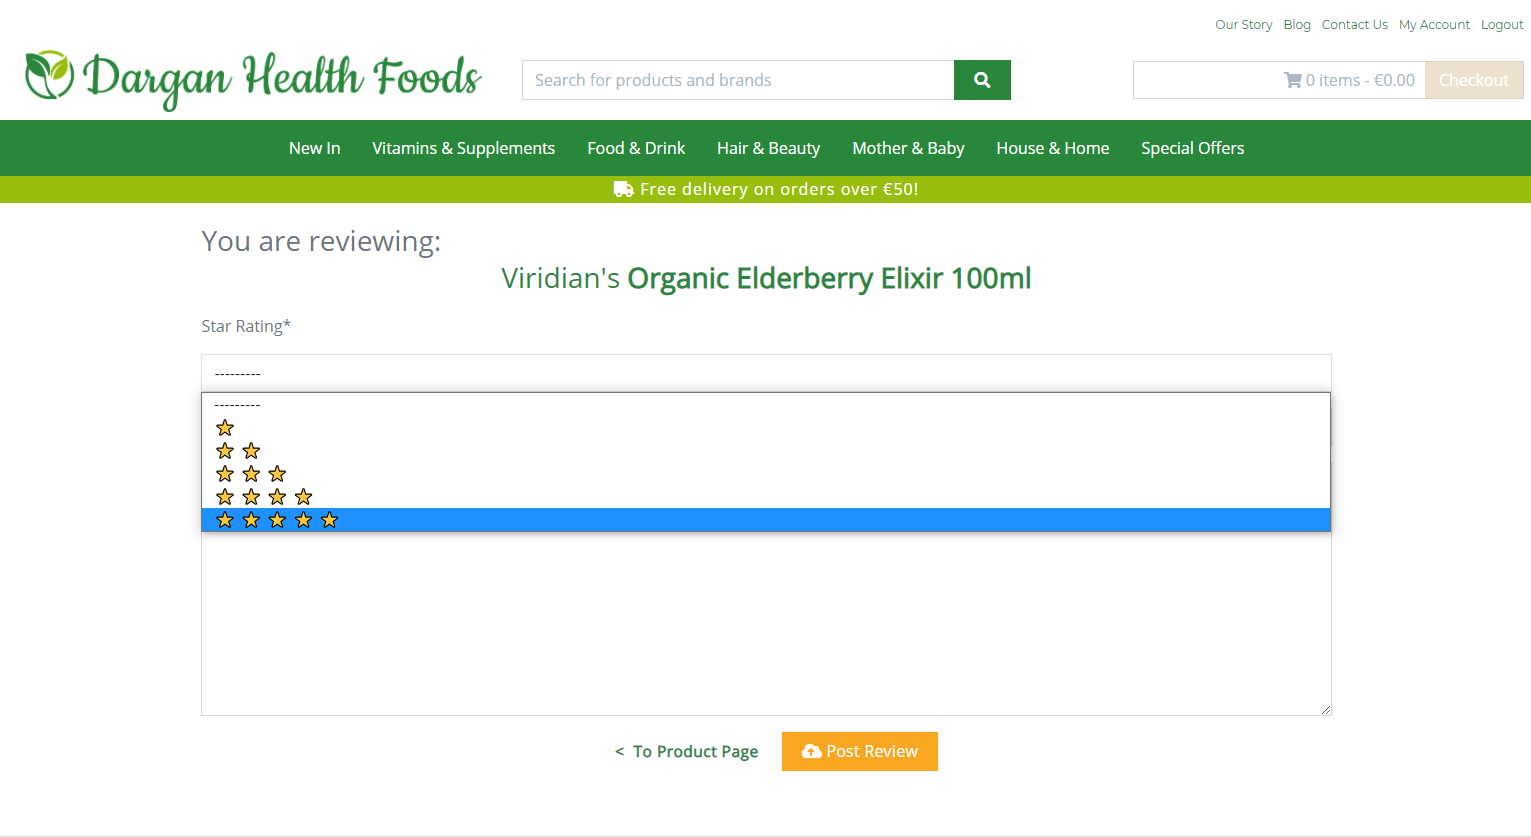 Our Story Blog Contact Us My Account Logout
Dargan Health Foods
Search for products and brands
0 items - €0.00 Checkout
New In Vitamins & Supplements Food & Drink Hair & Beauty Mother & Baby House & Home Special Offers
Free delivery on orders over €50!
You are reviewing:
Viridian's Organic Elderberry Elixir 100ml
Star Rating*
---------
---------
< To Product Page Post Review